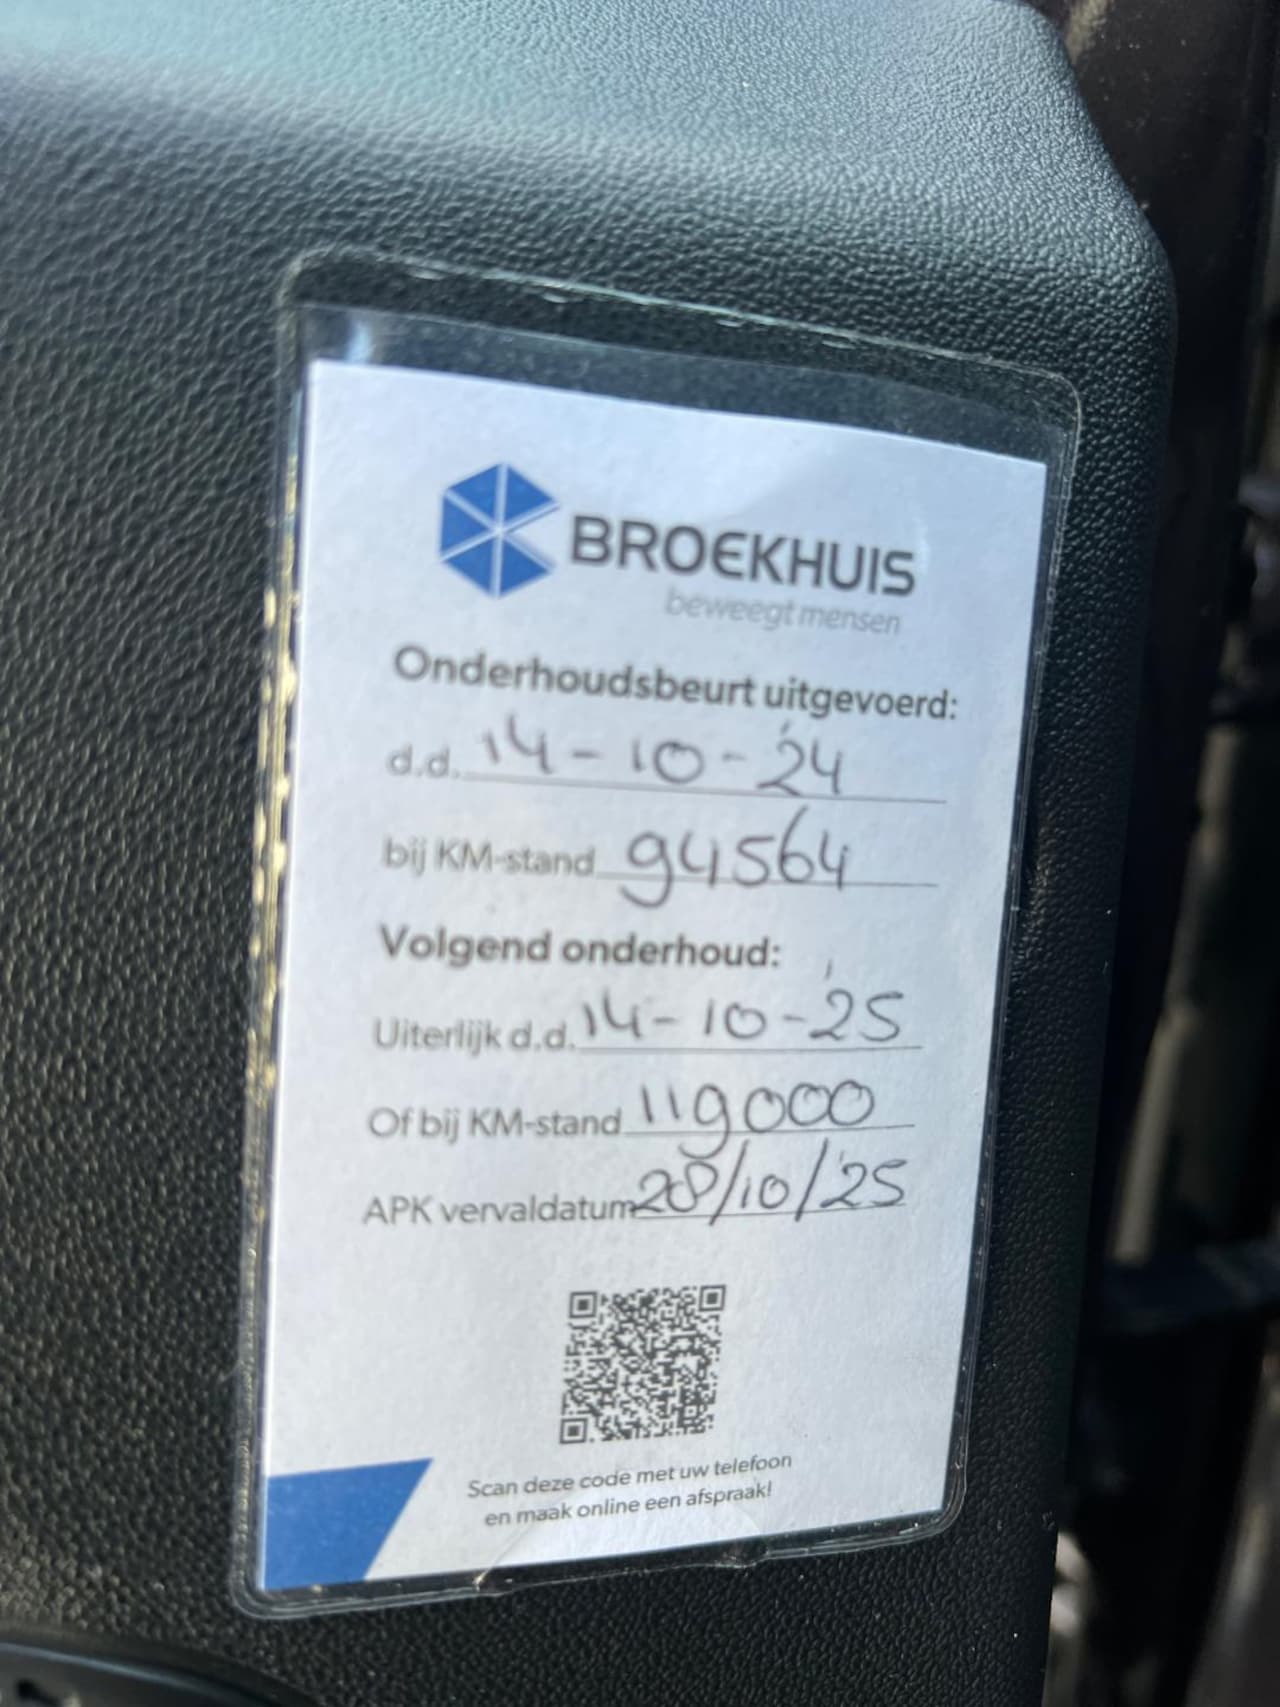 BROEKHUIS
beweegt mensen
Onderhoudsbeurt uitgevoerd:
d.d. 14-10-'24
bij KM-stand 94564
Volgend onderhoud:
Uiterlijk d.d. 14-10-'25
Of bij KM-stand 119000
APK vervaldatum 28/10/'25
Scan deze code met uw telefoon
en maak online een afspraak!